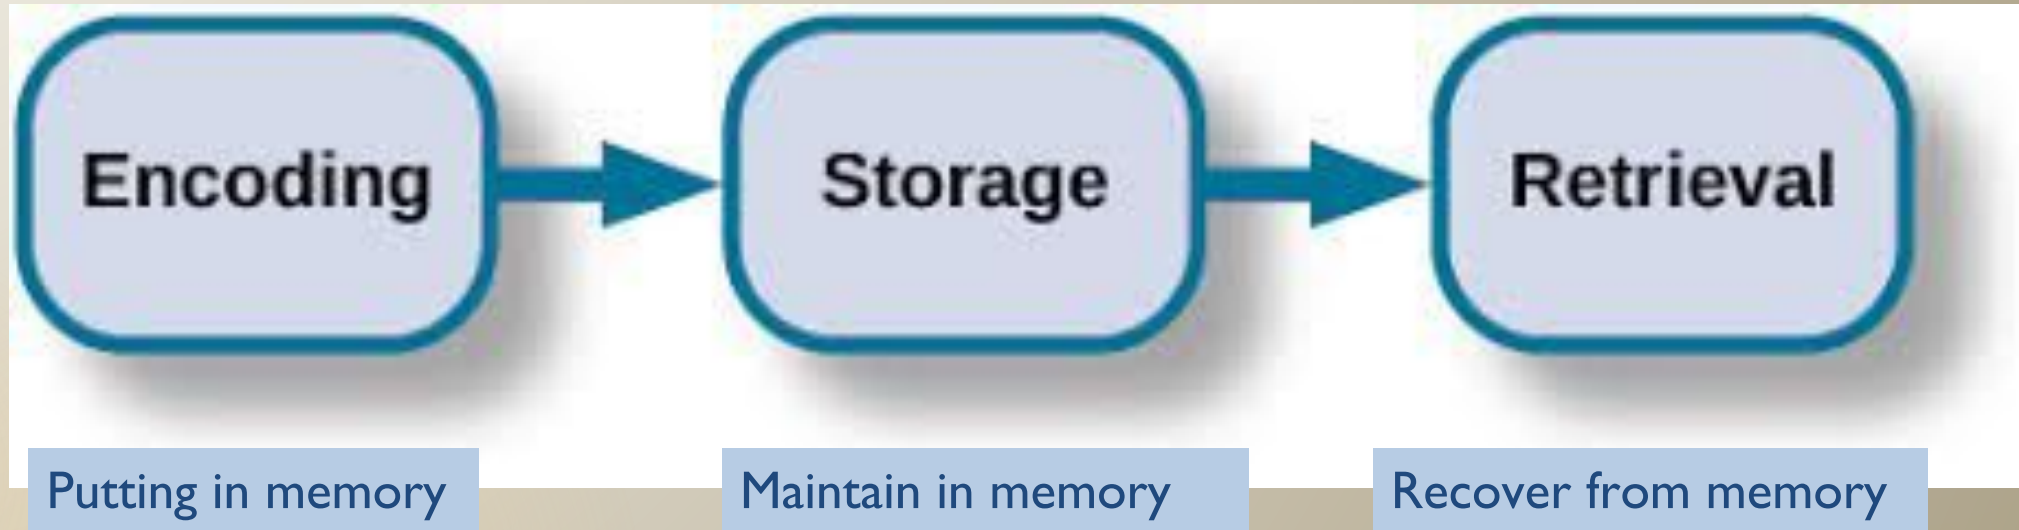 Encoding
Storage
Retrieval
Putting in memory
Maintain in memory
Recover from memory